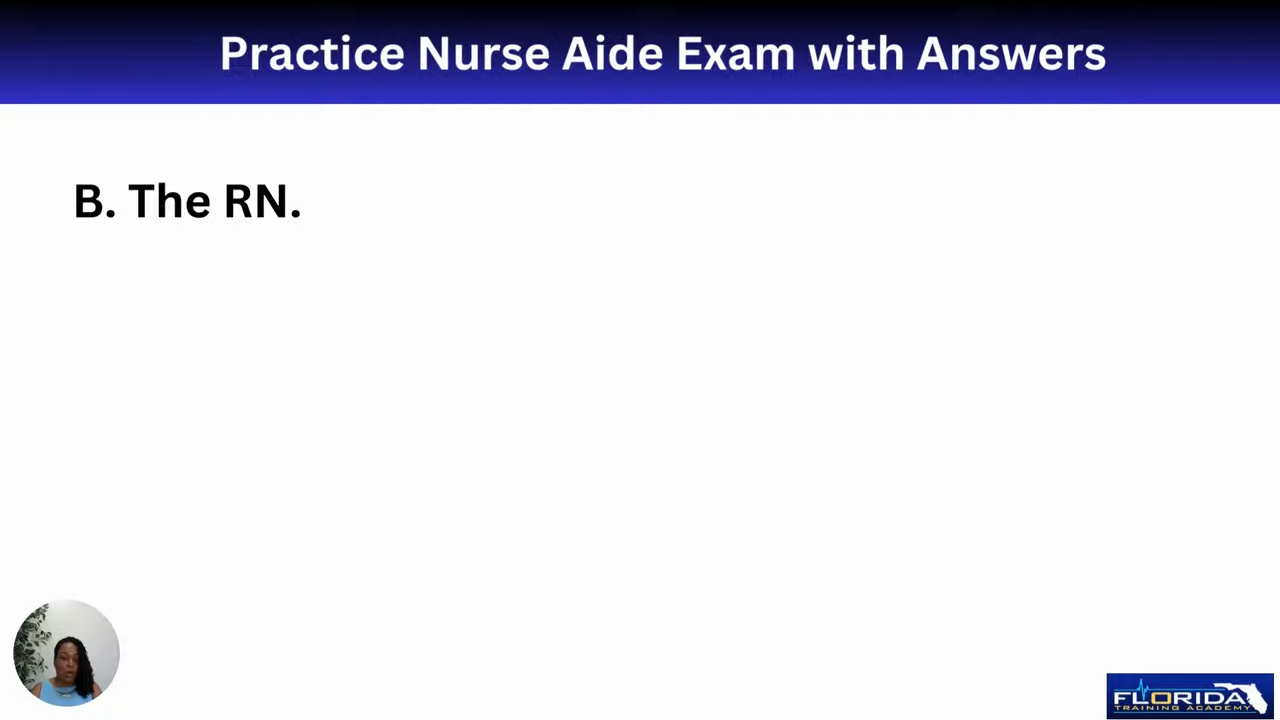 Practice Nurse Aide Exam with Answers
B. The RN.
FLORIDA
TRAINING ACADEMY